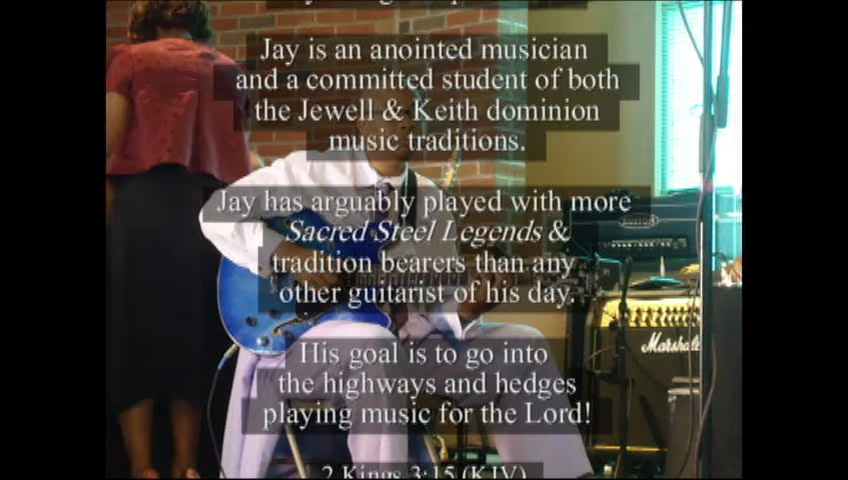 Jay is an anointed musician
and a committed student of both
the Jewell & Keith dominion
music traditions.
Jay has arguably played with more
Sacred Steel Legends &
tradition bearers than any
other guitarist of his day.
His goal is to go into
the highways and hedges
playing music for the Lord!
2 Kings 3:15 (KJV)
Marshall